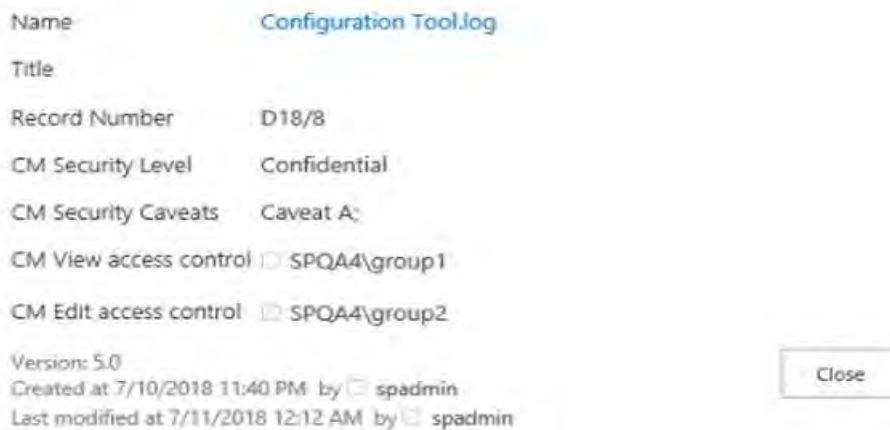 Name Configuration Tool.log
Title
Record Number D18/8
CM Security Level Confidential
CM Security Caveats Caveat A;
CM View access control SPQA4\group1
CM Edit access control SPQA4\group2
Version: 5.0
Created at 7/10/2018 11:40 PM by spadmin
Last modified at 7/11/2018 12:12 AM by spadmin
Close